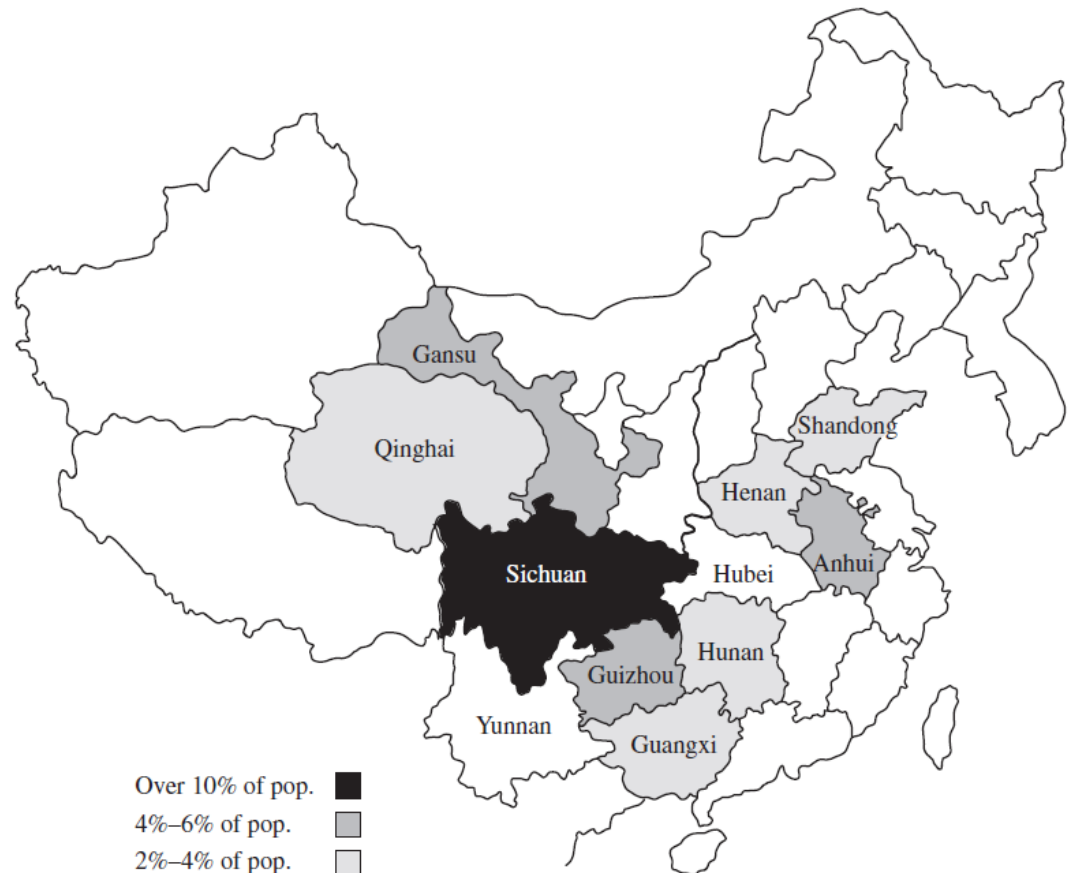 Gansu
Qinghai
Shandong
Henan
Anhui
Sichuan
Hubei
Hunan
Guizhou
Yunnan
Guangxi
Over 10% of pop.
4%–6% of pop.
2%–4% of pop.